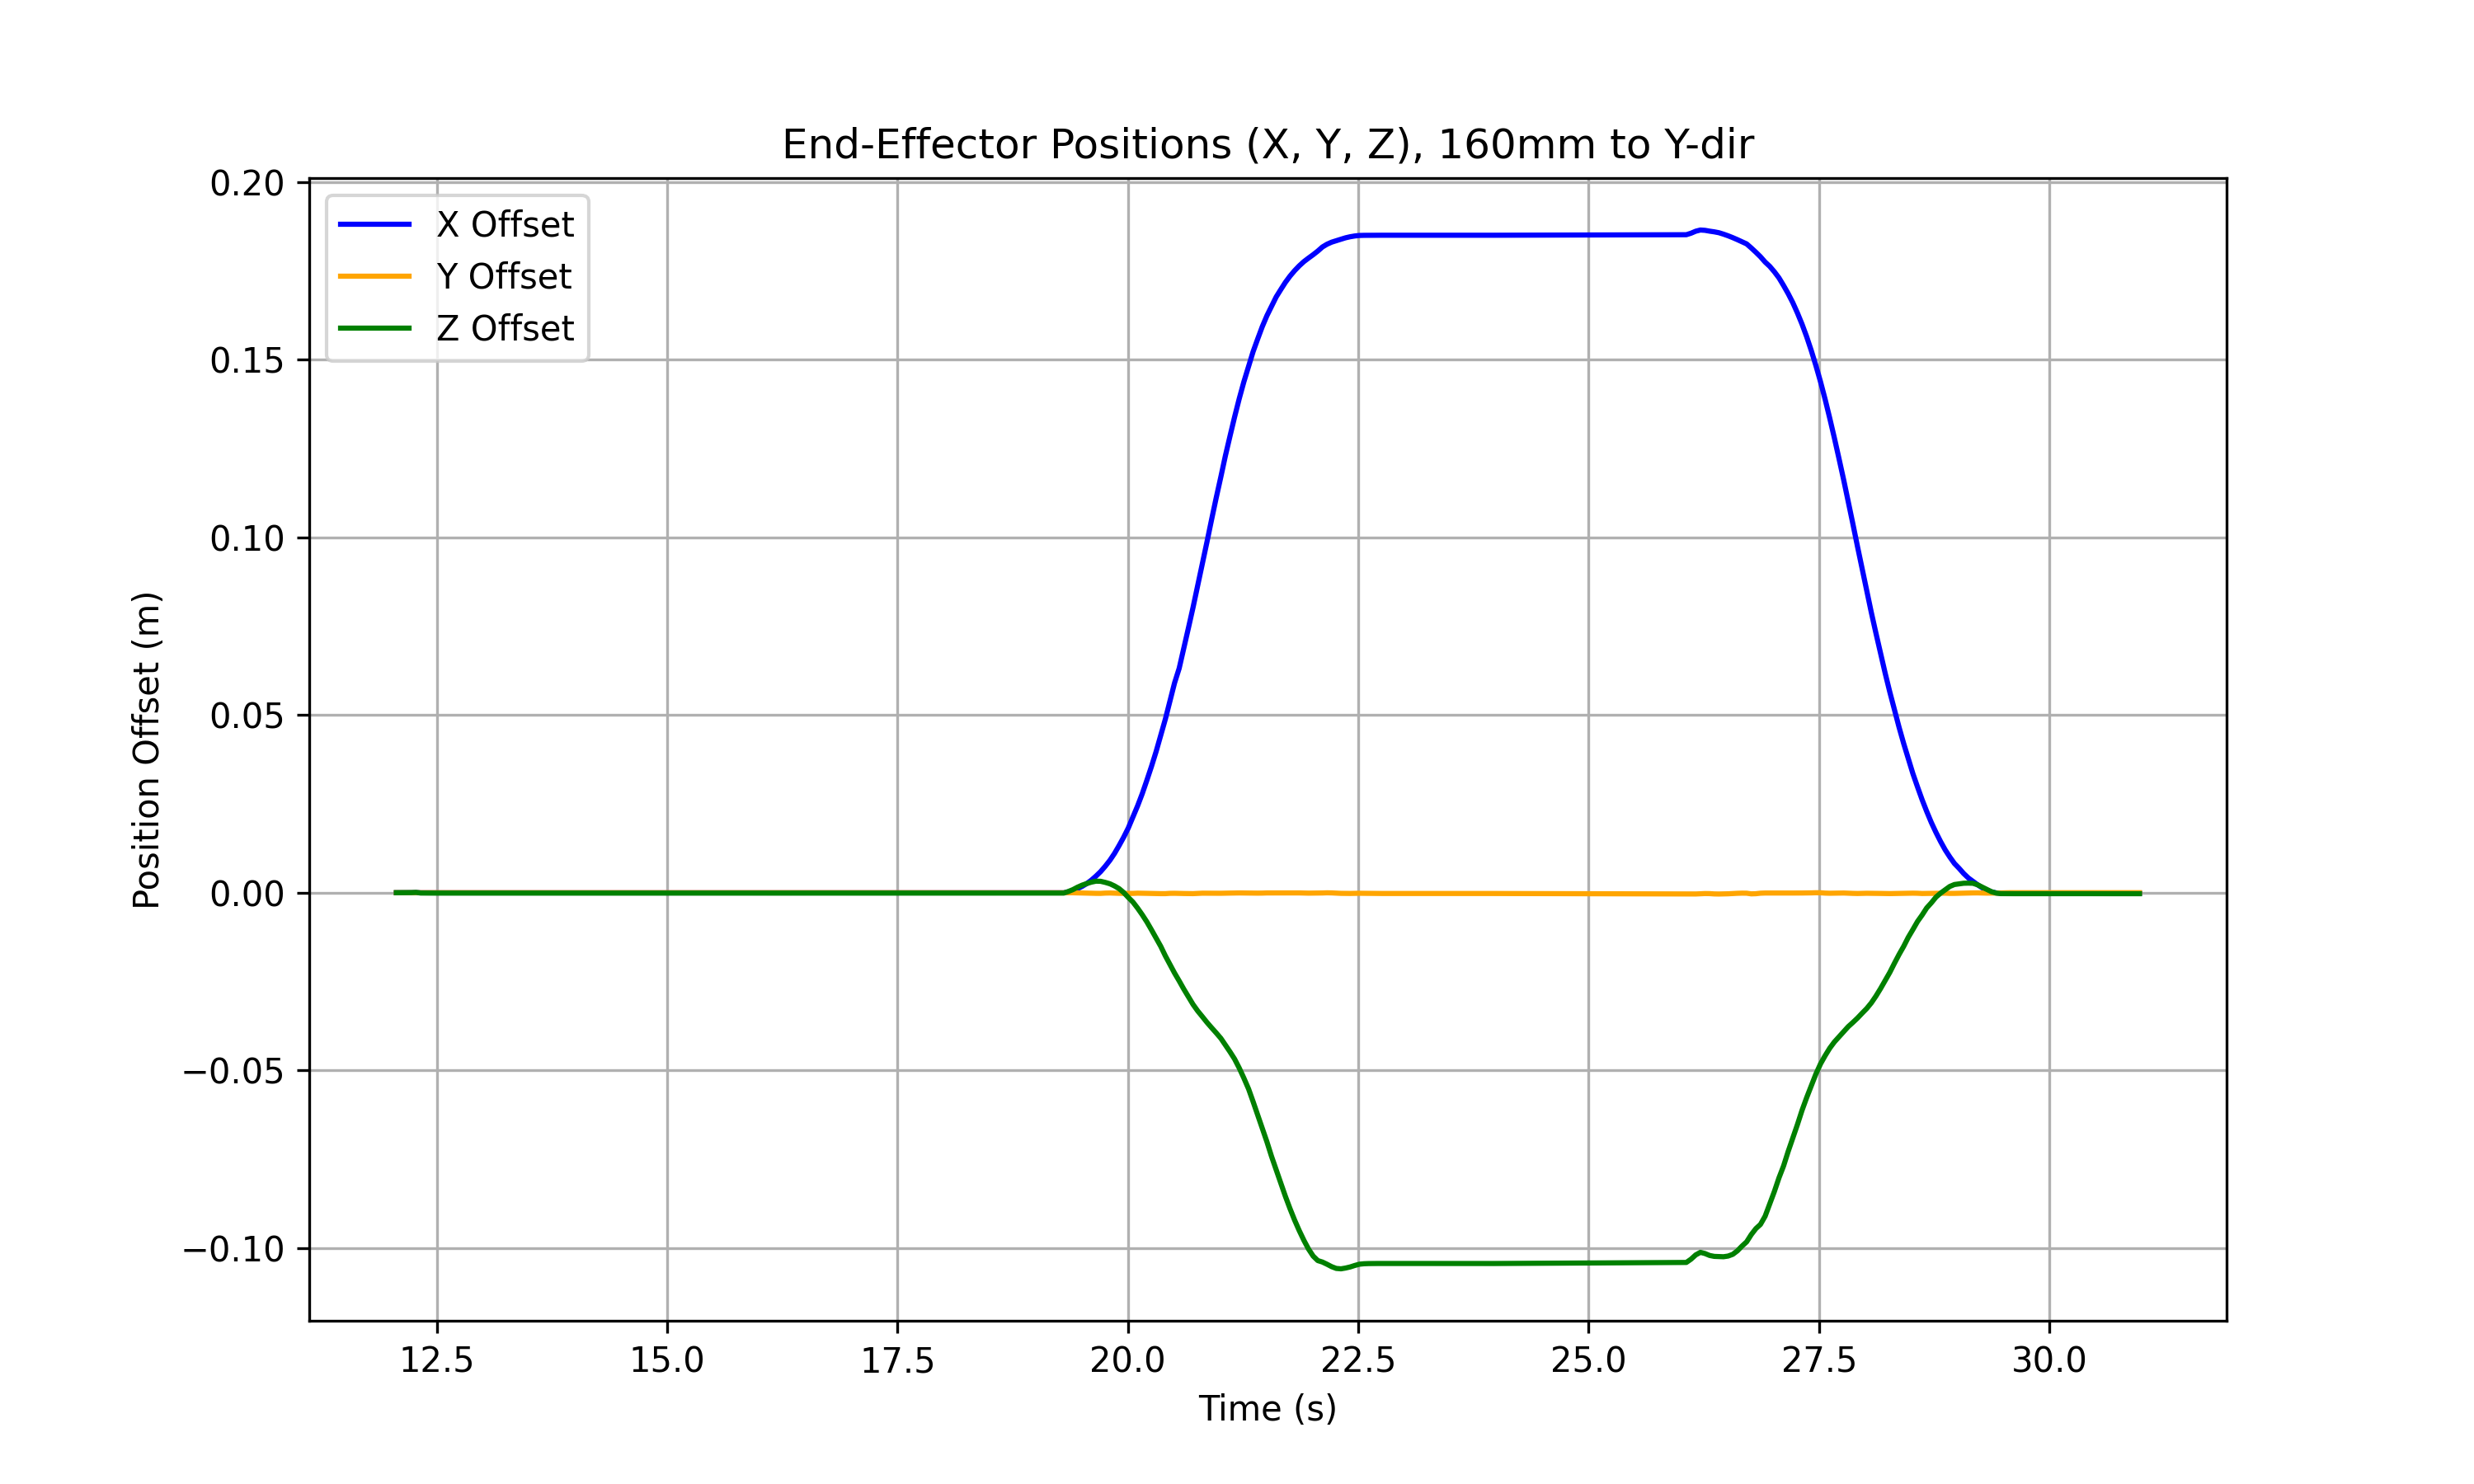 End-Effector Positions (X, Y, Z), 160mm to Y-dir
X Offset
Y Offset
Z Offset
0.20
0.15
0.10
0.05
0.00
−0.05
−0.10
Position Offset (m)
12.5 15.0 17.5 20.0 22.5 25.0 27.5 30.0
Time (s)